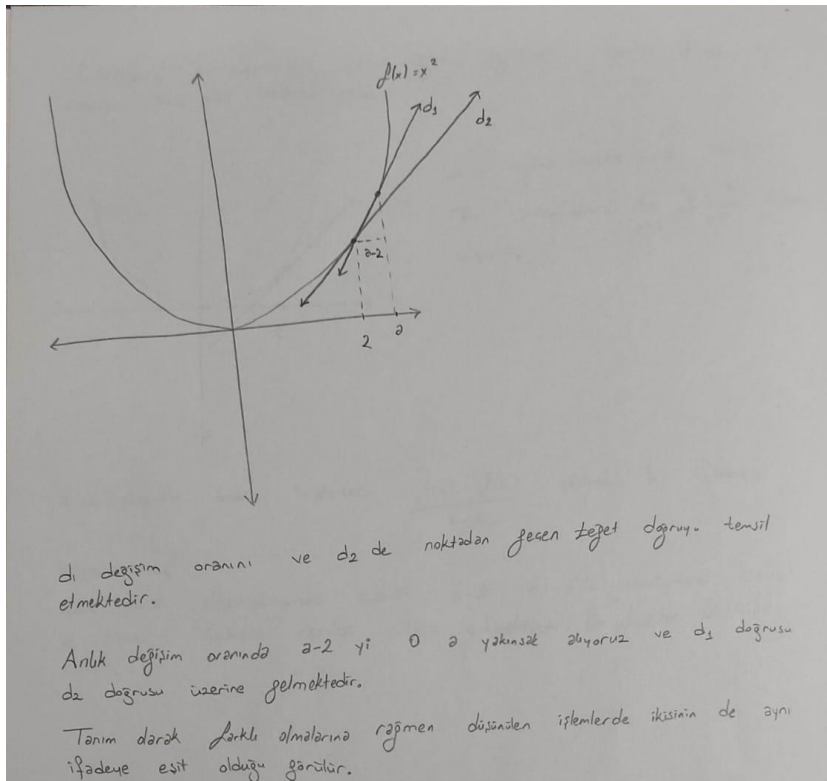 f(x) = x²
d₁
d₂
a-2
2
a
d₁ değişim oranını ve d₂ de noktadan geçen teğet doğruyu temsil
etmektedir.
Anlık değişim oranında a-2 yi 0 a yakınsak alıyoruz ve d₁ doğrusu
d₂ doğrusu üzerine gelmektedir.
Tanım olarak farklı olmalarına rağmen düşünülen işlemlerde ikisinin de aynı
ifadeye eşit olduğu görülür.